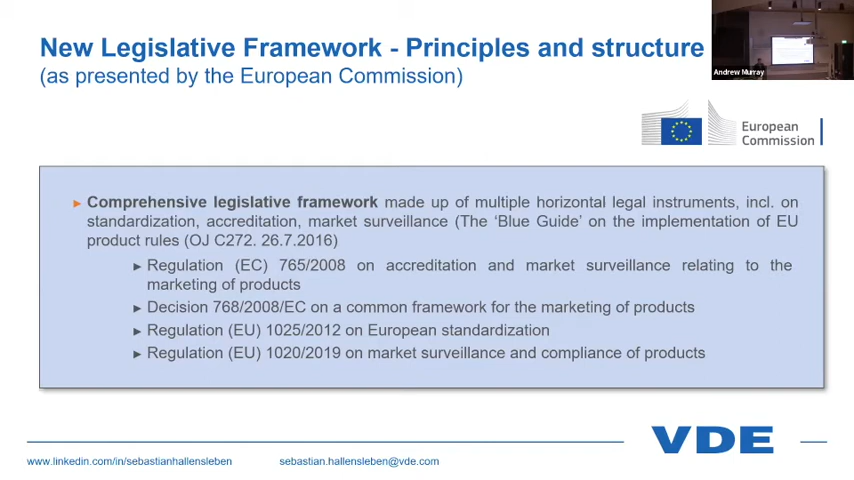 New Legislative Framework - Principles and structure
(as presented by the European Commission)
Andrew Murray
European
Commission
► Comprehensive legislative framework made up of multiple horizontal legal instruments, incl. on
standardization, accreditation, market surveillance (The ‘Blue Guide’ on the implementation of EU
product rules (OJ C272. 26.7.2016)
► Regulation (EC) 765/2008 on accreditation and market surveillance relating to the
marketing of products
► Decision 768/2008/EC on a common framework for the marketing of products
► Regulation (EU) 1025/2012 on European standardization
► Regulation (EU) 1020/2019 on market surveillance and compliance of products
VDE
www.linkedin.com/in/sebastianhallensleben
sebastian.hallensleben@vde.com